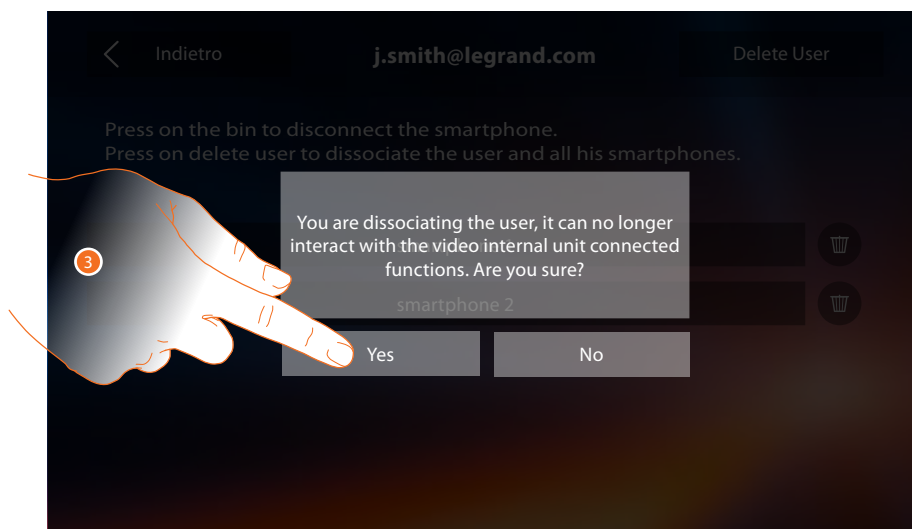 Indietro
j.smith@legrand.com
Delete User
Press on the bin to disconnect the smartphone.
Press on delete user to dissociate the user and all his smartphones.
You are dissociating the user, it can no longer
interact with the video internal unit connected
functions. Are you sure?
smartphone 2
Yes
No
3